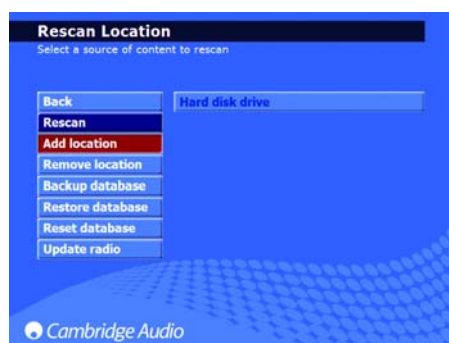 Rescan Location
Select a source of content to rescan
Back
Hard disk drive
Rescan
Add location
Remove location
Backup database
Restore database
Reset database
Update radio
Cambridge Audio